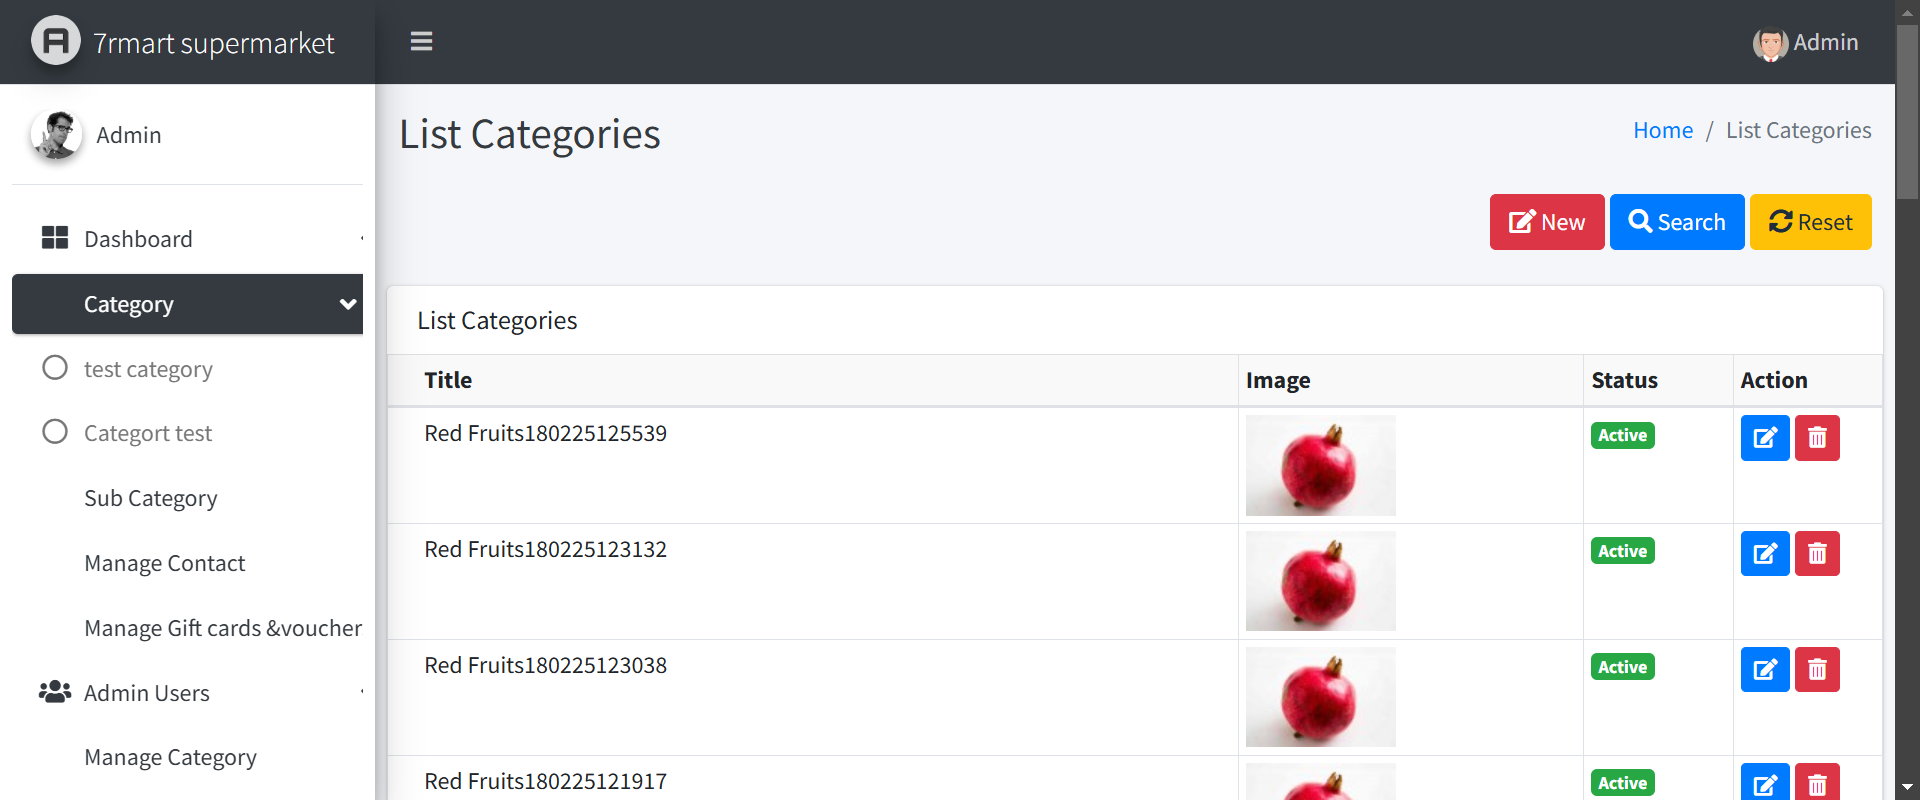 7rmart supermarket
Admin
Admin
List Categories
Home / List Categories
New Search Reset
Dashboard
Category
test category
Categort test
Sub Category
Manage Contact
Manage Gift cards &voucher
Admin Users
Manage Category
List Categories
Title Image Status Action
Red Fruits180225125539 Active
Red Fruits180225123132 Active
Red Fruits180225123038 Active
Red Fruits180225121917 Active